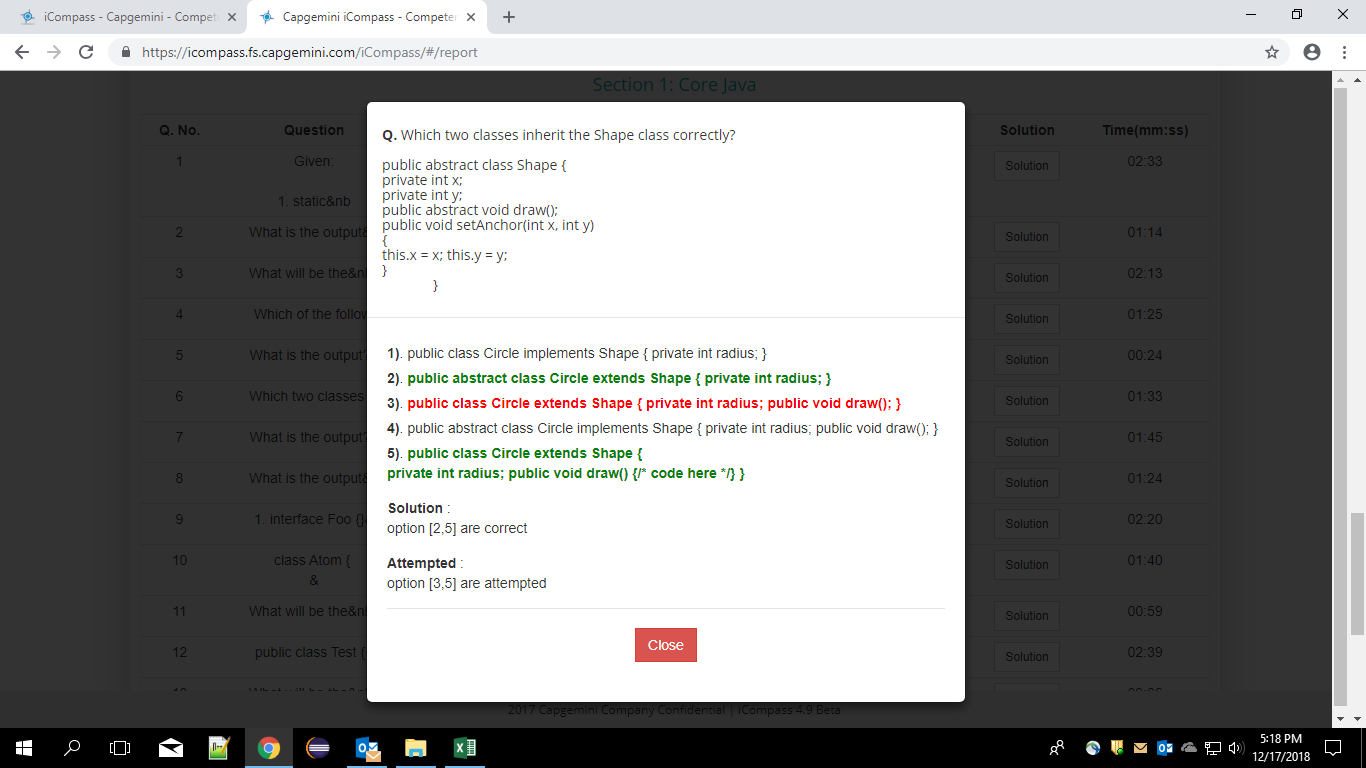 iCompass - Capgemini - Compet
Capgemini iCompass - Competen
https://icompass.fs.capgemini.com/iCompass/#/report
Section 1: Core Java
Q. No. Question Solution Time(mm:ss)
1 Given: Solution 02:33
1. static&nb
2 What is the output& Solution 01:14
3 What will be the&n Solution 02:13
4 Which of the follow Solution 01:25
5 What is the output? Solution 00:24
6 Which two classes Solution 01:33
7 What is the output? Solution 01:45
8 What is the output& Solution 01:24
9 1. interface Foo {}& Solution 02:20
10 class Atom { Solution 01:40
&
11 What will be the&n Solution 00:59
12 public class Test { Solution 02:39
Q. Which two classes inherit the Shape class correctly?
public abstract class Shape {
private int x;
private int y;
public abstract void draw();
public void setAnchor(int x, int y)
{
this.x = x; this.y = y;
}
}
1). public class Circle implements Shape { private int radius; }
2). public abstract class Circle extends Shape { private int radius; }
3). public class Circle extends Shape { private int radius; public void draw(); }
4). public abstract class Circle implements Shape { private int radius; public void draw(); }
5). public class Circle extends Shape {
private int radius; public void draw() {/* code here */} }
Solution :
option [2,5] are correct
Attempted :
option [3,5] are attempted
Close
2017 Capgemini Company Confidential | iCompass 4.9 Beta
5:18 PM
12/17/2018